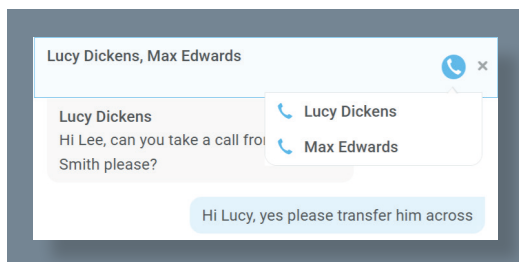 Lucy Dickens, Max Edwards
Lucy Dickens
Max Edwards
Lucy Dickens
Hi Lee, can you take a call
Smith please?
Hi Lucy, yes please transfer him across